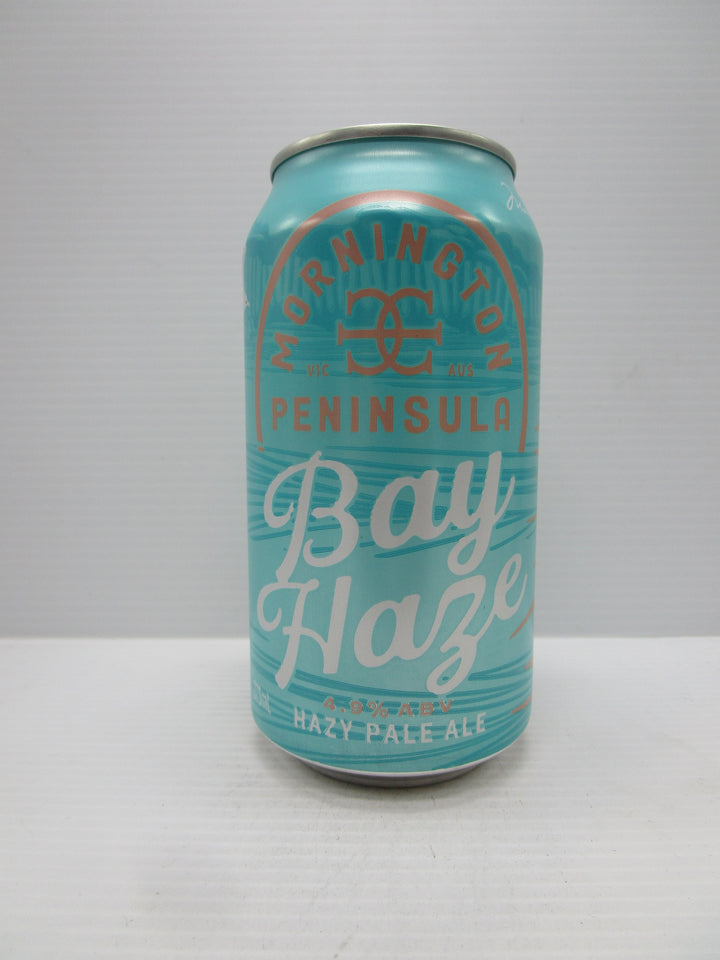 MORNINGTON
VIC AUS
PENINSULA
Bay
Haze
4.9% ABV
HAZY PALE ALE